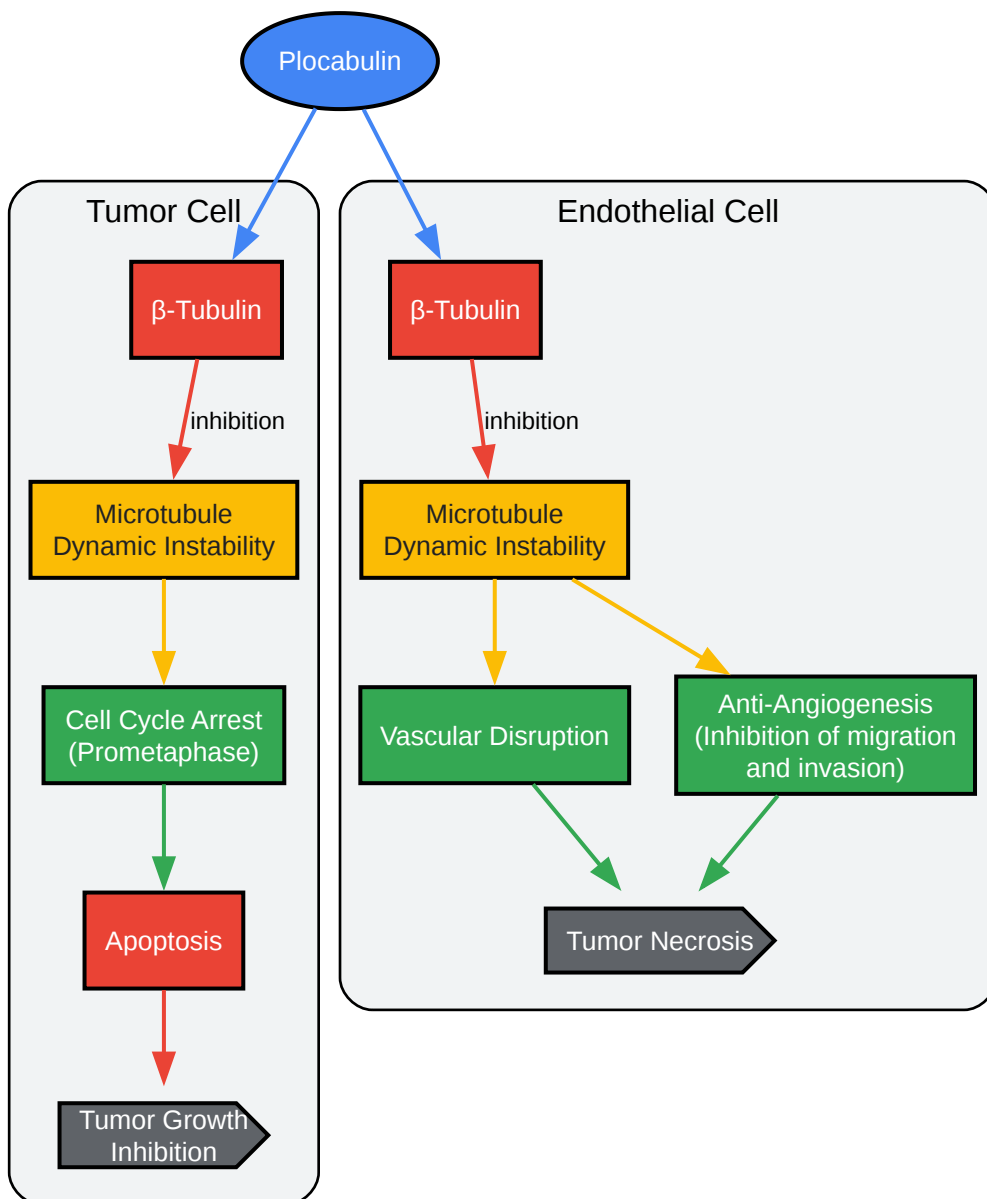 Plocabulin
Tumor Cell
β-Tubulin
inhibition
Microtubule
Dynamic Instability
Cell Cycle Arrest
(Prometaphase)
Apoptosis
Tumor Growth
Inhibition
Endothelial Cell
β-Tubulin
inhibition
Microtubule
Dynamic Instability
Vascular Disruption
Anti-Angiogenesis
(Inhibition of migration
and invasion)
Tumor Necrosis